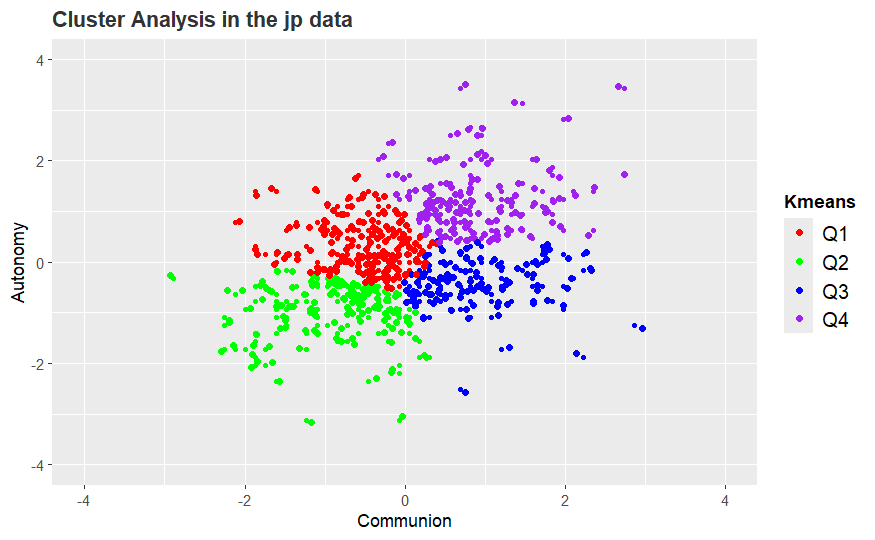 Cluster Analysis in the jp data
4
2
0
-2
-4
Autonomy
-4
-2
0
2
4
Communion
Kmeans
Q1
Q2
Q3
Q4